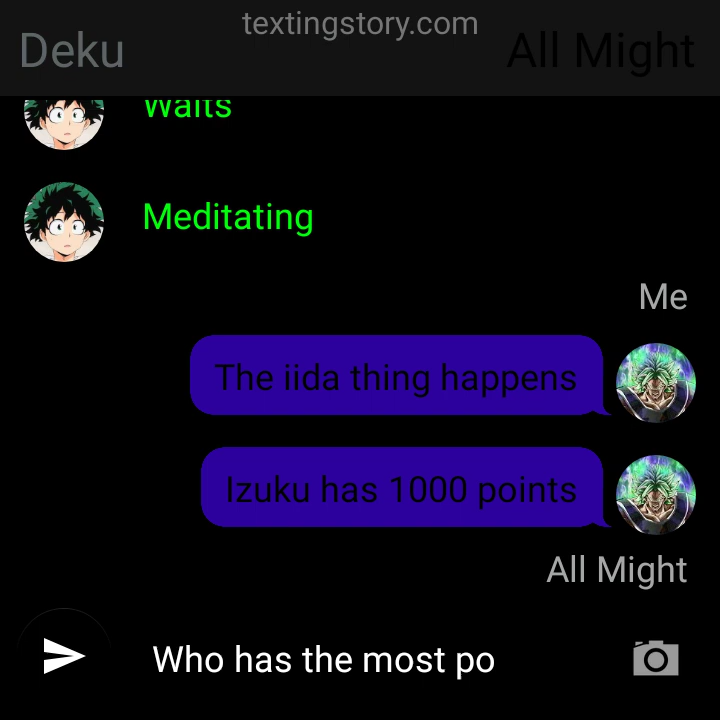 textingstory.com
Deku
All Might
Waits
Meditating
Me
The iida thing happens
Izuku has 1000 points
All Might
Who has the most po